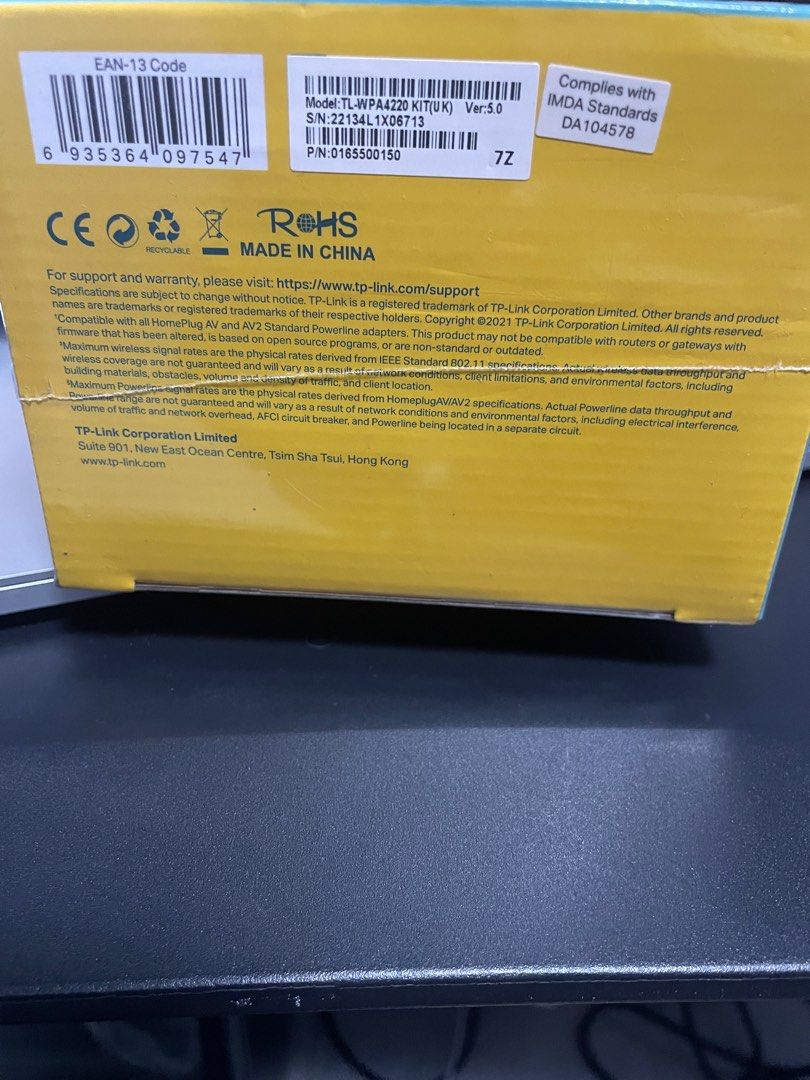 EAN-13 Code
6 935364 097547
Model:TL-WPA4220 KIT(UK) Ver:5.0
S/N:22134L1X06713
P/N:0165500150
7Z
Complies with
IMDA Standards
DA104578
CE
RECYCLABLE
RoHS
MADE IN CHINA
For support and warranty, please visit: https://www.tp-link.com/support
Specifications are subject to change without notice. TP-Link is a registered trademark of TP-Link Corporation Limited. Other brands and product
names are trademarks or registered trademarks of their respective holders. Copyright ©2021 TP-Link Corporation Limited. All rights reserved.
Compatible with all HomePlug AV and AV2 Standard Powerline adapters. This product may not be compatible with routers or gateways with
firmware that has been altered, is based on open source programs, or are non-standard or outdated.
Maximum wireless signal rates are the physical rates derived from IEEE Standard 802.11 specifications. Actual wireless data throughput and
wireless coverage are not guaranteed and will vary as a result of network conditions, client limitations, and environmental factors, including
building materials, obstacles, volume and density of traffic, and client location.
Maximum Powerline signal rates are the physical rates derived from HomeplugAV/AV2 specifications. Actual Powerline data throughput and
Powerline range are not guaranteed and will vary as a result of network conditions and environmental factors, including electrical interference,
volume of traffic and network overhead, AFCI circuit breaker, and Powerline being located in a separate circuit.
TP-Link Corporation Limited
Suite 901, New East Ocean Centre, Tsim Sha Tsui, Hong Kong
www.tp-link.com